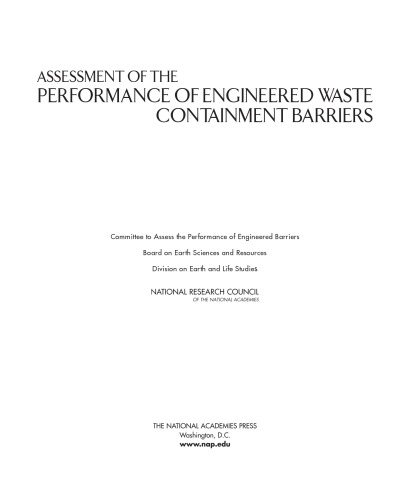 ASSESSMENT OF THE
PERFORMANCE OF ENGINEERED WASTE
CONTAINMENT BARRIERS
Committee to Assess the Performance of Engineered Barriers
Board on Earth Sciences and Resources
Division on Earth and Life Studies
NATIONAL RESEARCH COUNCIL
OF THE NATIONAL ACADEMIES
THE NATIONAL ACADEMIES PRESS
Washington, D.C.
www.nap.edu